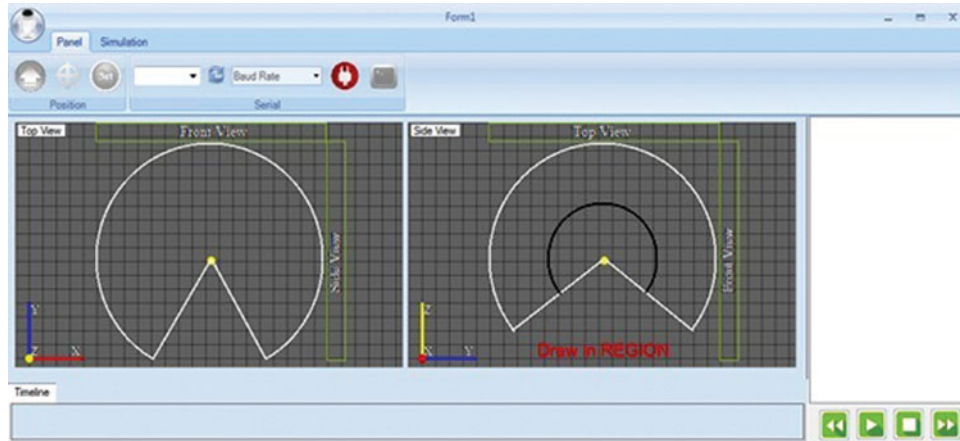 Form1
Panel Simulation
Baud Rate
Position Serial
Top View Front View
Side View
Y
Z X
Side View Top View
Front View
Z
X Y
Draw in REGION
Timeline